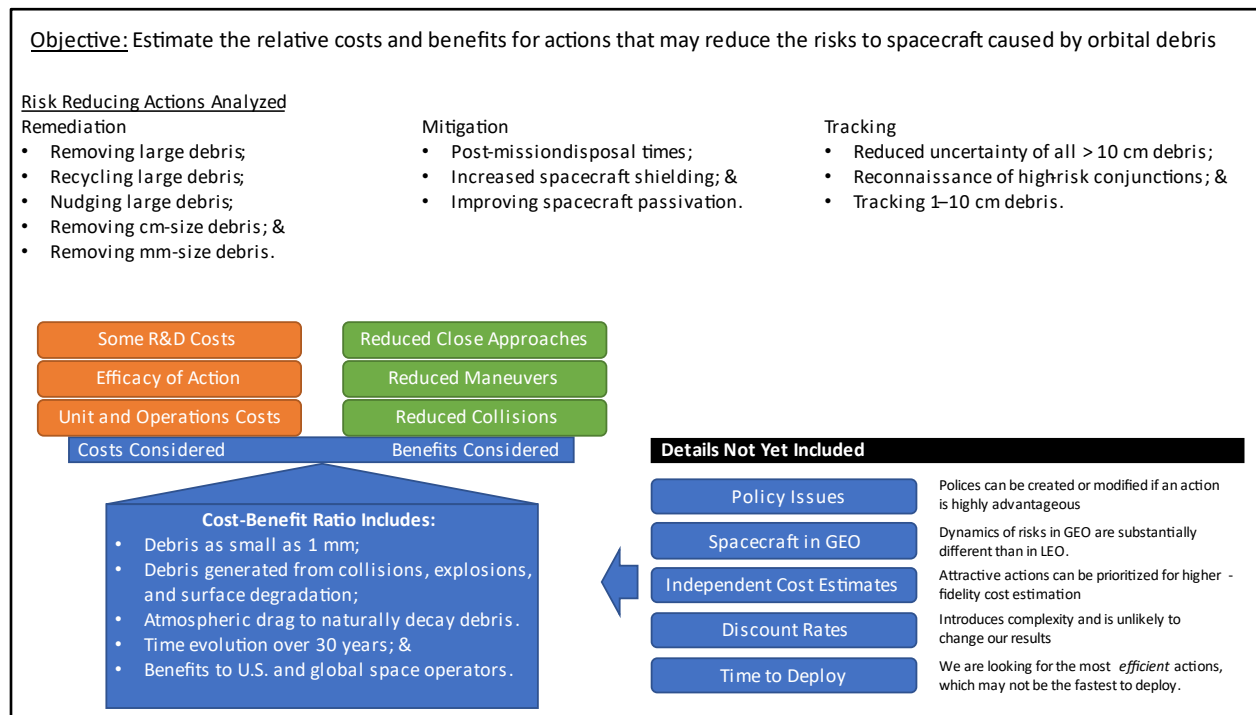 Objective: Estimate the relative costs and benefits for actions that may reduce the risks to spacecraft caused by orbital debris
Risk Reducing Actions Analyzed
Remediation
• Removing large debris;
• Recycling large debris;
• Nudging large debris;
• Removing cm-size debris; &
• Removing mm-size debris.
Mitigation
• Post-missiondisposal times;
• Increased spacecraft shielding; &
• Improving spacecraft passivation.
Tracking
• Reduced uncertainty of all > 10 cm debris;
• Reconnaissance of high-risk conjunctions; &
• Tracking 1–10 cm debris.
Some R&D Costs
Efficacy of Action
Unit and Operations Costs
Costs Considered
Reduced Close Approaches
Reduced Maneuvers
Reduced Collisions
Benefits Considered
Cost-Benefit Ratio Includes:
• Debris as small as 1 mm;
• Debris generated from collisions, explosions,
and surface degradation;
• Atmospheric drag to naturally decay debris.
• Time evolution over 30 years; &
• Benefits to U.S. and global space operators.
Details Not Yet Included
Policy Issues
Polices can be created or modified if an action
is highly advantageous
Spacecraft in GEO
Dynamics of risks in GEO are substantially
different than in LEO.
Independent Cost Estimates
Attractive actions can be prioritized for higher -
fidelity cost estimation
Discount Rates
Introduces complexity and is unlikely to
change our results
Time to Deploy
We are looking for the most efficient actions,
which may not be the fastest to deploy.